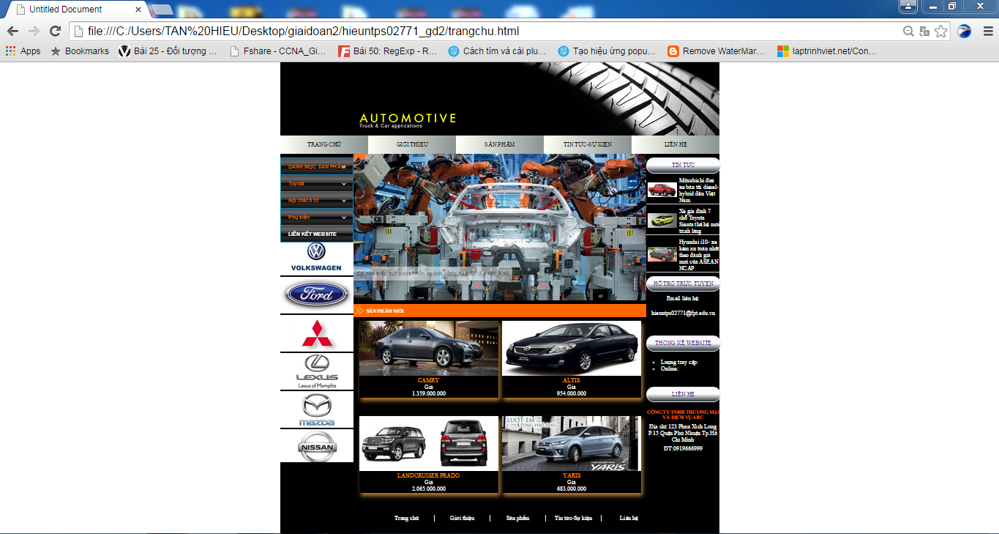 Untitled Document
file:///C:/Users/TAN%20HIEU/Desktop/giaidoan2/hieuntps02771_gd2/trangchu.html
Apps
Bookmarks
Bài 25 - Đối tượng ...
Fshare - CCNA_Gi...
Bài 50: RegExp - R...
Cách tìm và cài plu...
Tạo hiệu ứng popu...
Remove WaterMar...
laptrinhviet.net/Con...
AUTOMOTIVE
Truck & Car applications
TRANG CHỦ
GIỚI THIỆU
SẢN PHẨM
TIN TỨC-SỰ KIỆN
LIÊN HỆ
DANH MỤC SẢN PHẨM
Toyota
Nội thất ô tô
Phụ kiện
LIÊN KẾT WEBSITE
VOLKSWAGEN
Ford
LEXUS
Lexus of Memphis
mazda
NISSAN
508
507
Có nên tiếp tục phát triển ngành công nghiệp lắp ráp ô tô
SẢN PHẨM MỚI
CAMRY
Giá
1.359.000.000
ALTIS
Giá
954.000.000
LANDCRUISER PRADO
Giá
2.065.000.000
LƯỚT ÊM
TỪNG PHỐ NHỎ
YARIS
YARIS
Giá
683.000.000
TIN TỨC
Mitsubishi đưa
xe bán tải diesel-
hybrid đến Việt
Nam
Xe gia đình 7
chỗ Toyota
Sienta thế hệ mới
trình làng
Hyundai i10- xe
kém an toàn nhất
theo đánh giá
mới của ASEAN
NCAP
HỖ TRỢ TRỰC TUYẾN
Email liên hệ:
hieuntps02771@fpt.edu.vn
THỐNG KÊ WEBSITE
Lượng truy cập:
Online:
LIÊN HỆ
CÔNG TY TNHH THƯƠNG MẠI
VÀ DỊCH VỤ ABC
Địa chỉ:123 Phan Xích Long
P.15 Quận Phú Nhuận Tp.Hồ
Chí Minh
ĐT:0919666999
Trang chủ
Giới thiệu
Sản phẩm
Tin tức-Sự kiện
Liên hệ